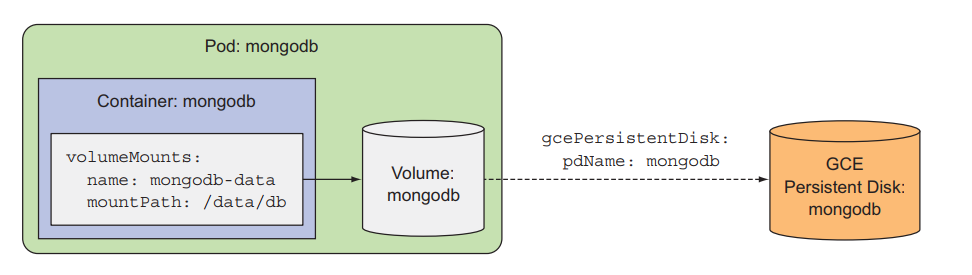 Pod: mongodb
Container: mongodb
volumeMounts:
name: mongodb-data
mountPath: /data/db
Volume:
mongodb
gcePersistentDisk:
pdName: mongodb
GCE
Persistent Disk:
mongodb